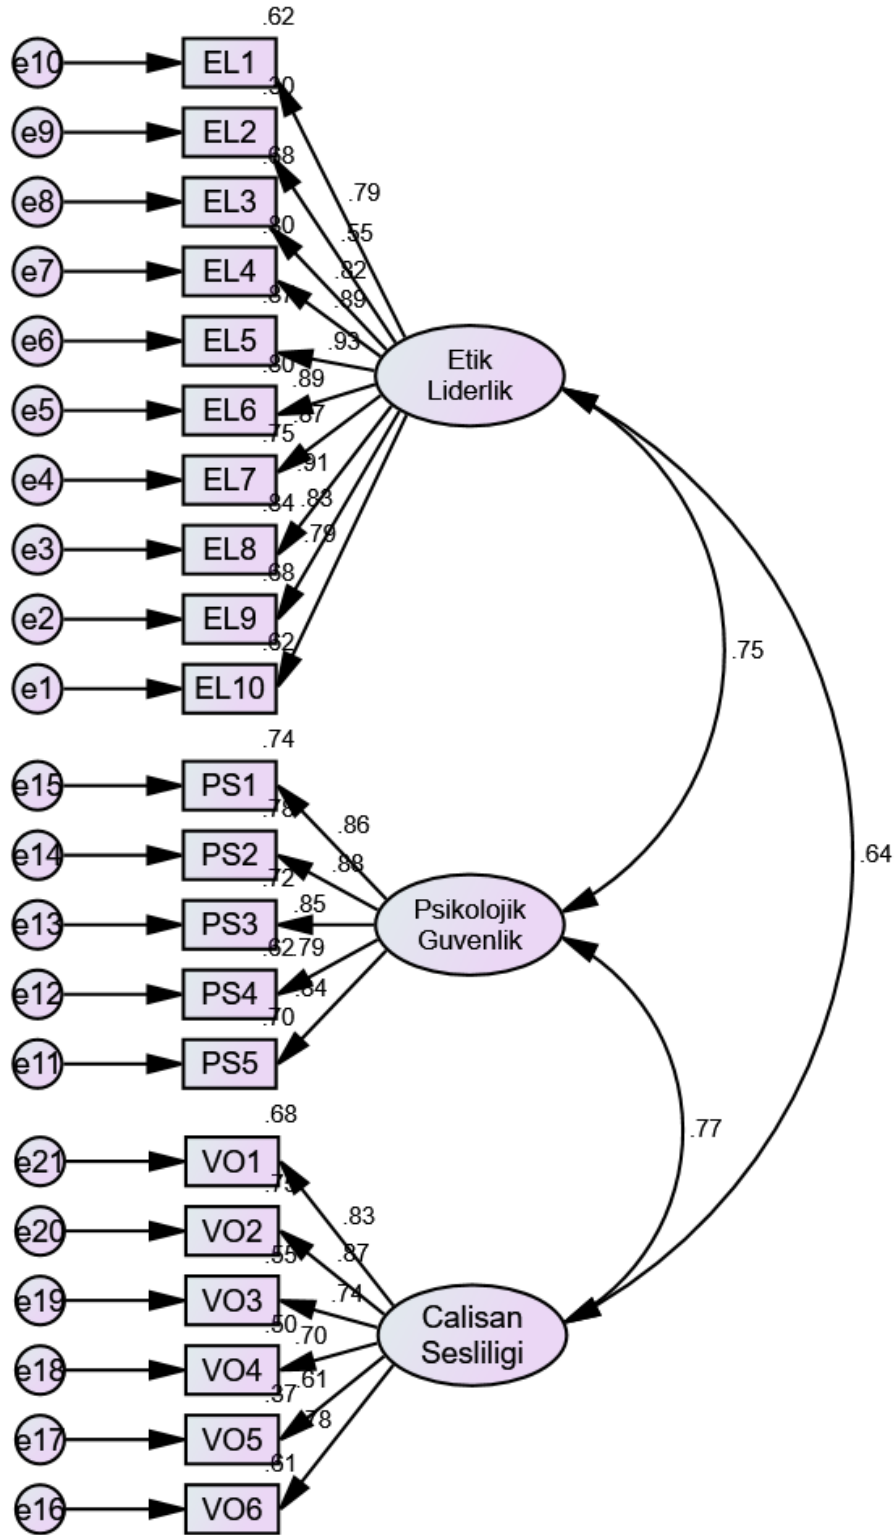 .62
e10 EL1
.30
e9 EL2
.68
e8 EL3
.79
.80
.55
e7 EL4
.82
.87
.89
e6 EL5
.93
.80
.89
e5 EL6
.87
.75
e4 EL7
.91
.84
.83
e3 EL8
.79
.68
e2 EL9
.62
e1 EL10
Etik
Liderlik
.75
.64
.74
e15 PS1
.78
.86
e14 PS2
.88
.72
e13 PS3
.85
.62
.79
e12 PS4
.84
.70
e11 PS5
Psikolojik
Guvenlik
.77
.68
e21 VO1
.75
.83
e20 VO2
.87
.55
e19 VO3
.74
.50
.70
e18 VO4
.61
.37
e17 VO5
.78
.61
e16 VO6
Calisan
Sesliligi